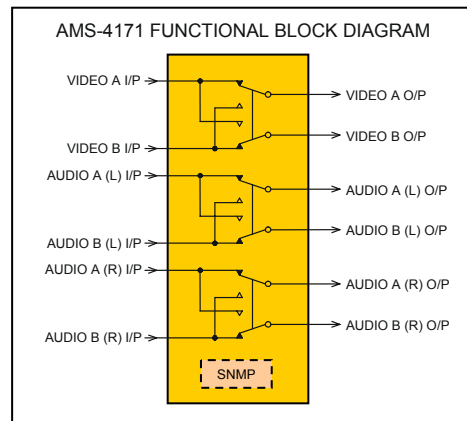 AMS-4171 FUNCTIONAL BLOCK DIAGRAM
VIDEO A I/P
VIDEO A O/P
VIDEO B O/P
VIDEO B I/P
AUDIO A (L) I/P
AUDIO A (L) O/P
AUDIO B (L) O/P
AUDIO B (L) I/P
AUDIO A (R) I/P
AUDIO A (R) O/P
AUDIO B (R) O/P
AUDIO B (R) I/P
SNMP